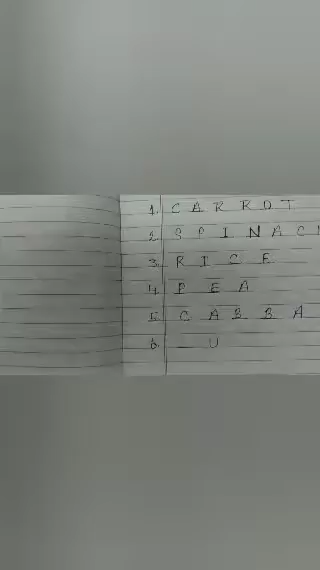 1. C A R R O T
2. S P I N A C
3. R I C E
4. P E A
5. C A B B A
6. _ U